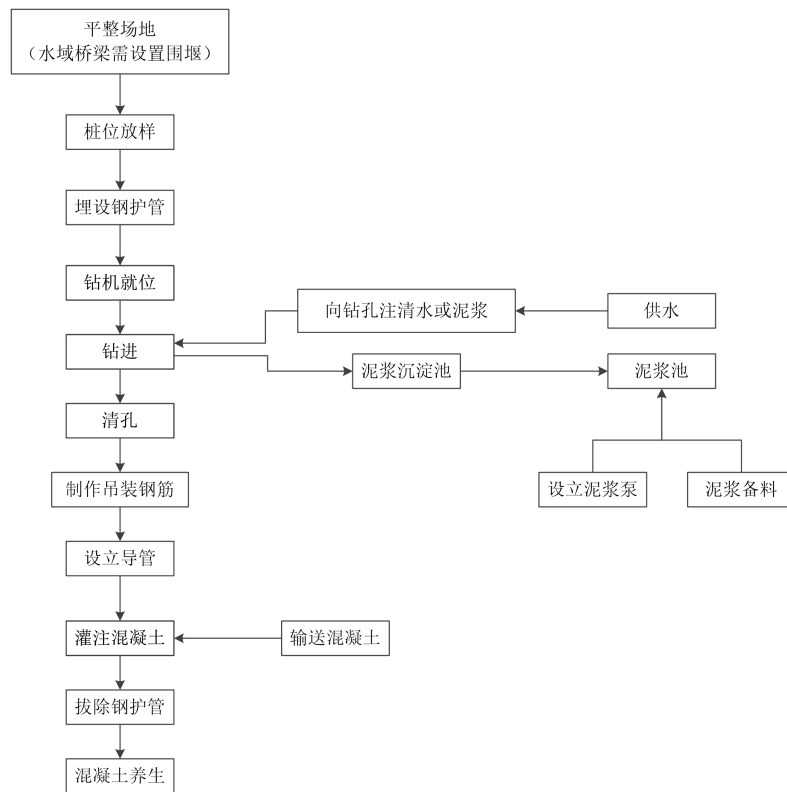 平整场地
（水域桥梁需设置围堰）
桩位放样
埋设钢护管
钻机就位
向钻孔注清水或泥浆
供水
钻进
泥浆沉淀池
泥浆池
清孔
制作吊装钢筋
设立泥浆泵
泥浆备料
设立导管
灌注混凝土
输送混凝土
拔除钢护管
混凝土养生